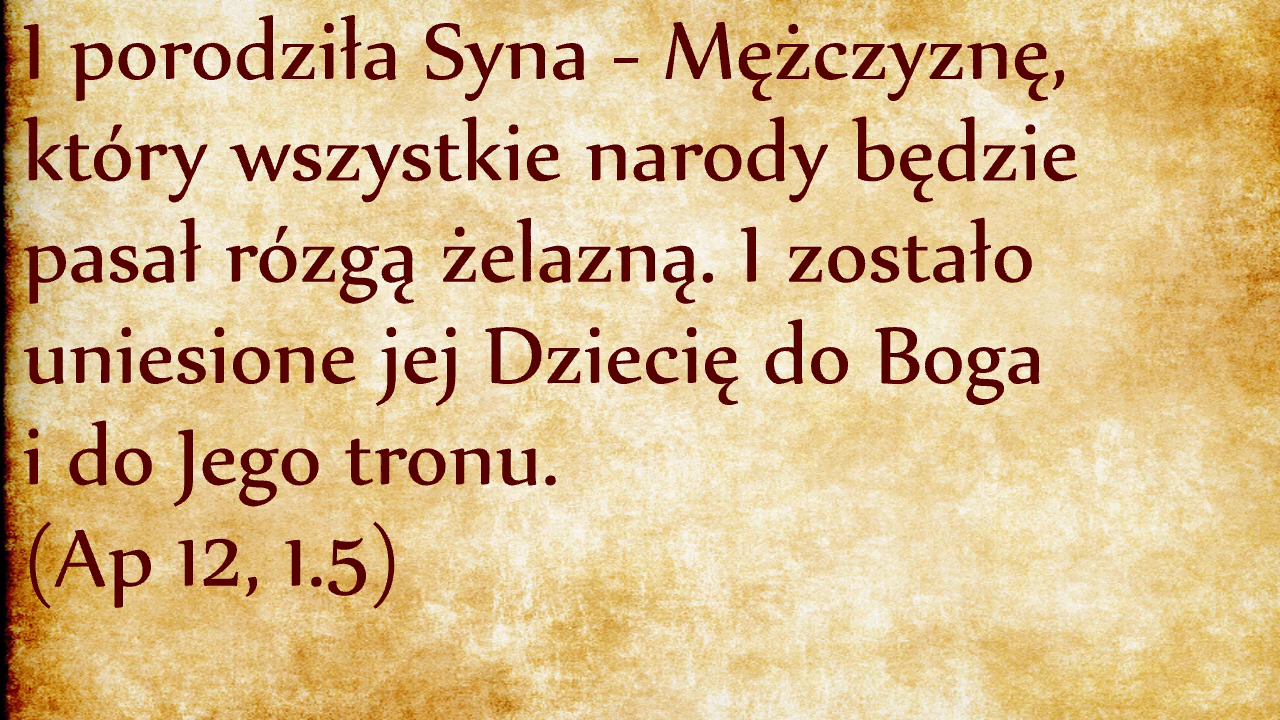 I porodziła Syna - Mężczyznę,
który wszystkie narody będzie
pasał rózgą żelazną. I zostało
uniesione jej Dziecię do Boga
i do Jego tronu.
(Ap 12, 1.5)